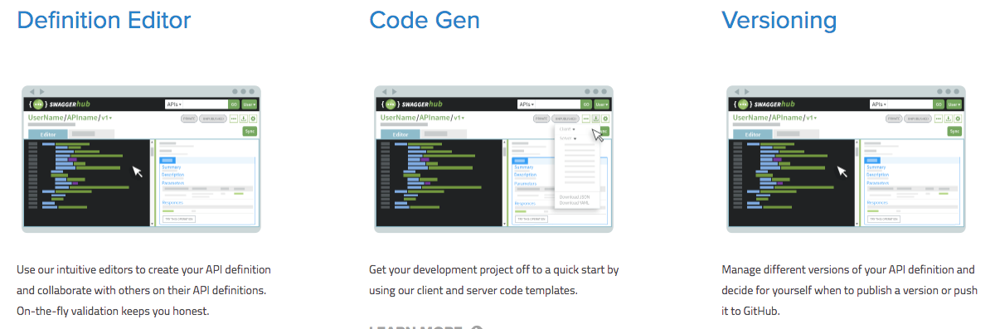 Definition Editor
Code Gen
Versioning
{ } SWAGGERhub
APIs
GO
User
UserName/APIname/v1
PRIVATE
UNPUBLISHED
Sync
Editor
Summary
Description
Parameters
Responces
TRY THIS OPERATION
{ } SWAGGERhub
APIs
GO
User
UserName/APIname/v1
PRIVATE
UNPUBLISHED
Client
Server
Editor
Summary
Description
Parameters
Download JSON
Download YAML
Responces
TRY THIS OPERATION
{ } SWAGGERhub
APIs
GO
User
UserName/APIname/v1
PRIVATE
UNPUBLISHED
Sync
Editor
Summary
Description
Parameters
Responces
TRY THIS OPERATION
Use our intuitive editors to create your API definition
and collaborate with others on their API definitions.
On-the-fly validation keeps you honest.
Get your development project off to a quick start by
using our client and server code templates.
LEARN MORE
Manage different versions of your API definition and
decide for yourself when to publish a version or push
it to GitHub.